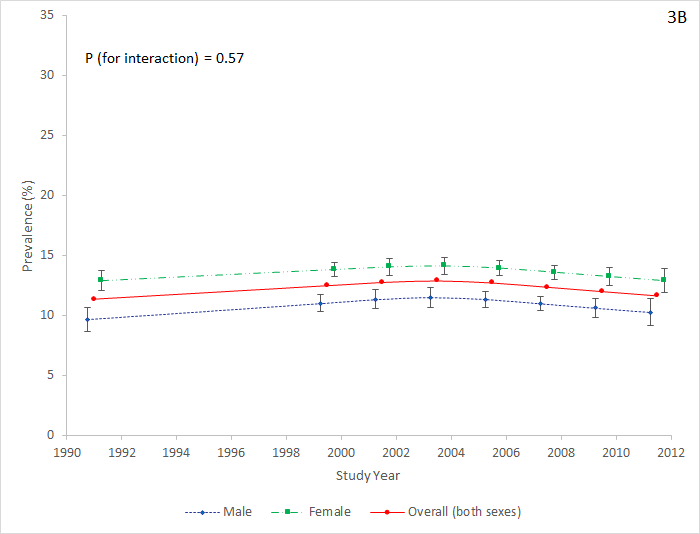 3B
P (for interaction) = 0.57
35
30
25
20
15
10
5
0
Prevalence (%)
1990 1992 1994 1996 1998 2000 2002 2004 2006 2008 2010 2012
Study Year
Male Female Overall (both sexes)